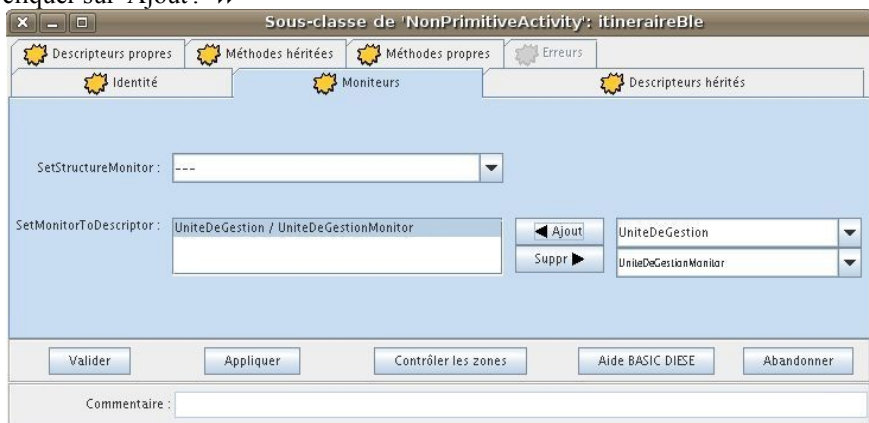 cliquer sur 'Ajout'. »
Sous-classe de 'NonPrimitiveActivity': itineraireBle
Descripteurs propres Méthodes héritées Méthodes propres Erreurs
Identité Moniteurs Descripteurs hérités
SetStructureMonitor : ---
SetMonitorToDescriptor : UniteDeGestion / UniteDeGestionMonitor Ajout UniteDeGestion
Suppr UniteDeGestionMonitor
Valider Appliquer Contrôler les zones Aide BASIC DIESE Abandonner
Commentaire :